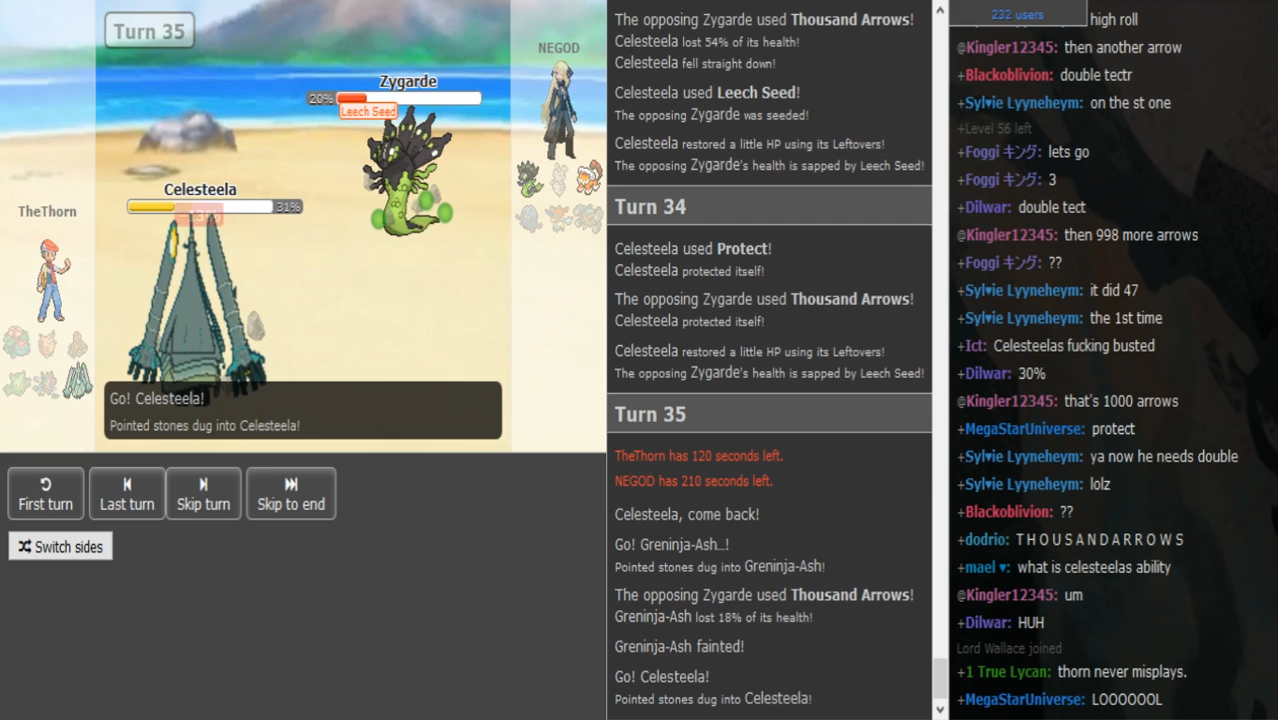 Turn 35
NEGOD
Zygarde
20%
Leech Seed
Celesteela
31%
TheThorn
Go! Celesteela!
Pointed stones dug into Celesteela!
First turn
Last turn
Skip turn
Skip to end
Switch sides
The opposing Zygarde used Thousand Arrows!
Celesteela lost 54% of its health!
Celesteela fell straight down!
Celesteela used Leech Seed!
The opposing Zygarde was seeded!
Celesteela restored a little HP using its Leftovers!
The opposing Zygarde's health is sapped by Leech Seed!
Turn 34
Celesteela used Protect!
Celesteela protected itself!
The opposing Zygarde used Thousand Arrows!
Celesteela protected itself!
Celesteela restored a little HP using its Leftovers!
The opposing Zygarde's health is sapped by Leech Seed!
Turn 35
TheThorn has 120 seconds left.
NEGOD has 210 seconds left.
Celesteela, come back!
Go! Greninja-Ash...!
Pointed stones dug into Greninja-Ash!
The opposing Zygarde used Thousand Arrows!
Greninja-Ash lost 18% of its health!
Greninja-Ash fainted!
Go! Celesteela!
Pointed stones dug into Celesteela!
232 users
high roll
@Kingler12345: then another arrow
+Blackoblivion: double tectr
+Syl♥ie Lyyneheym: on the st one
+Level 56 left
+Foggi キング: lets go
+Foggi キング: 3
+Dilwar: double tect
@Kingler12345: then 998 more arrows
+Foggi キング: ??
+Syl♥ie Lyyneheym: it did 47
+Syl♥ie Lyyneheym: the 1st time
+Ict: Celesteelas fucking busted
+Dilwar: 30%
@Kingler12345: that's 1000 arrows
+MegaStarUniverse: protect
+Syl♥ie Lyyneheym: ya now he needs double
+Syl♥ie Lyyneheym: lolz
+Blackoblivion: ??
+dodrio: T H O U S A N D A R R O W S
+mael ♥: what is celesteelas ability
@Kingler12345: um
+Dilwar: HUH
Lord Wallace joined
+1 True Lycan: thorn never misplays.
+MegaStarUniverse: LOOOOOOL